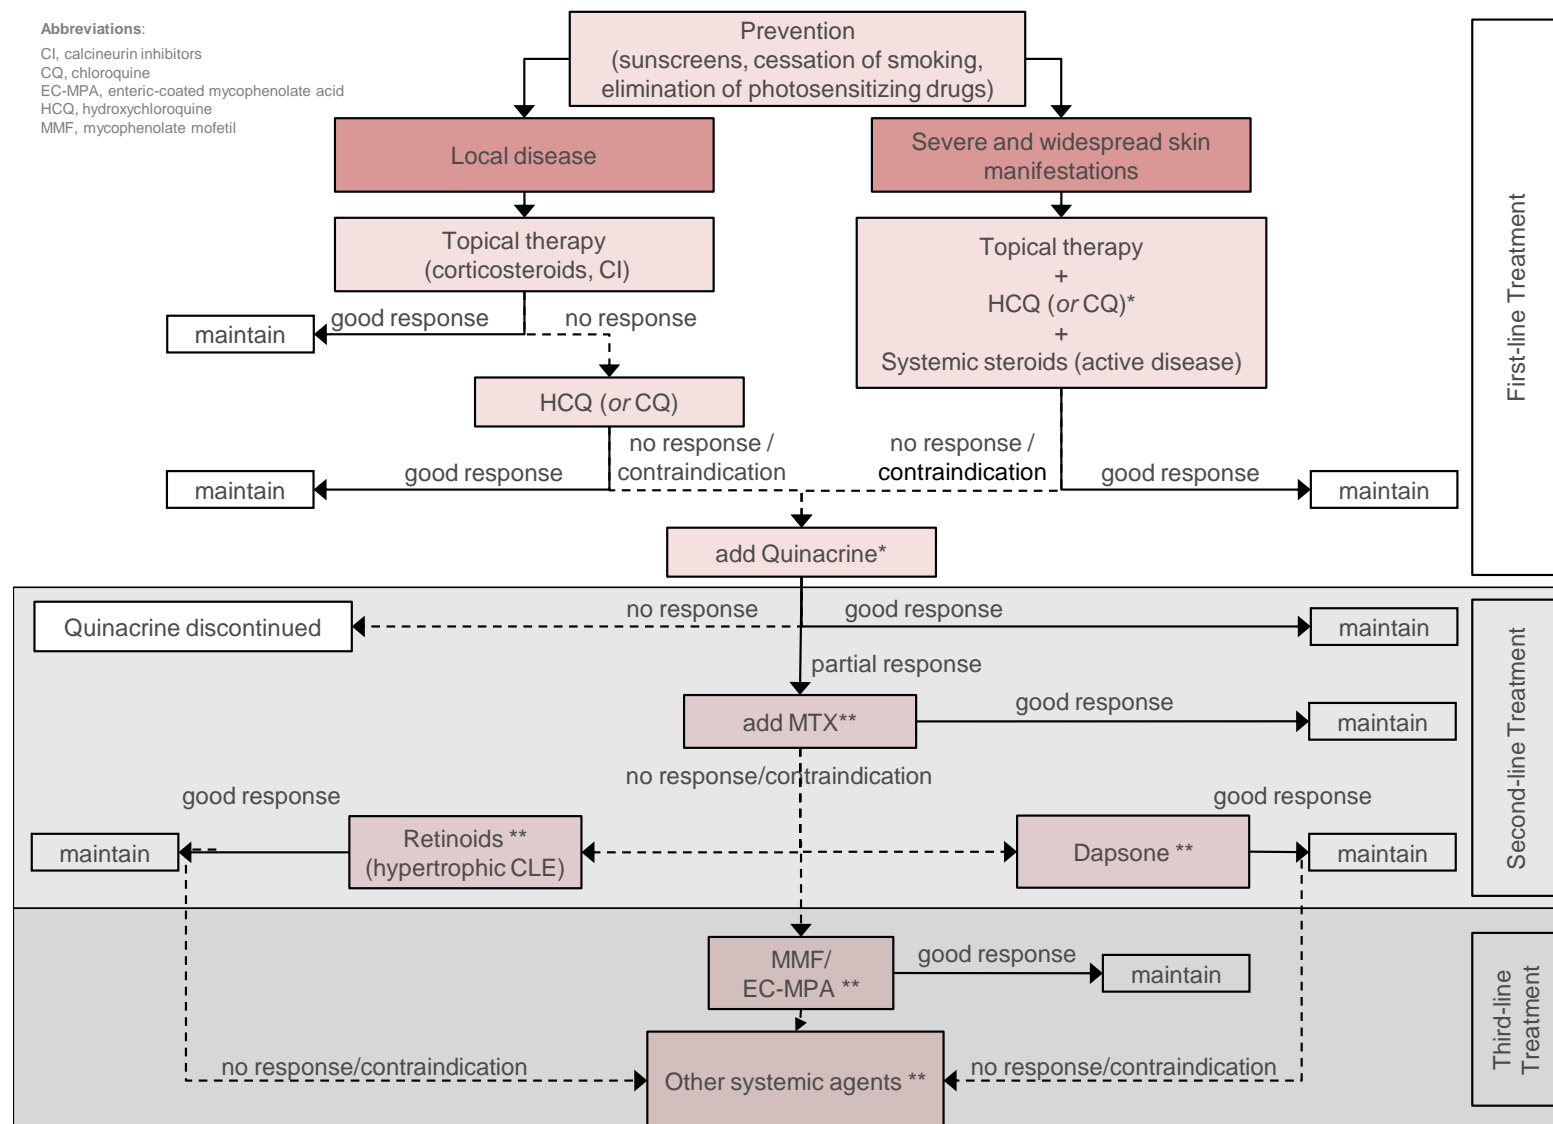 Abbreviations:
CI, calcineurin inhibitors
CQ, chloroquine
EC-MPA, enteric-coated mycophenolate acid
HCQ, hydroxychloroquine
MMF, mycophenolate mofetil
Prevention
(sunscreens, cessation of smoking,
elimination of photosensitizing drugs)
Local disease
Severe and widespread skin
manifestations
Topical therapy
(corticosteroids, CI)
Topical therapy
+
HCQ (or CQ)*
+
Systemic steroids (active disease)
First-line Treatment
maintain
good response
no response
HCQ (or CQ)
no response /
contraindication
no response /
contraindication
maintain
good response
good response
maintain
add Quinacrine*
Quinacrine discontinued
no response
good response
maintain
partial response
add MTX**
good response
maintain
Second-line Treatment
no response/contraindication
good response
good response
maintain
Retinoids **
(hypertrophic CLE)
Dapsone **
maintain
MMF/
EC-MPA **
good response
maintain
Third-line
Treatment
no response/contraindication
Other systemic agents **
no response/contraindication